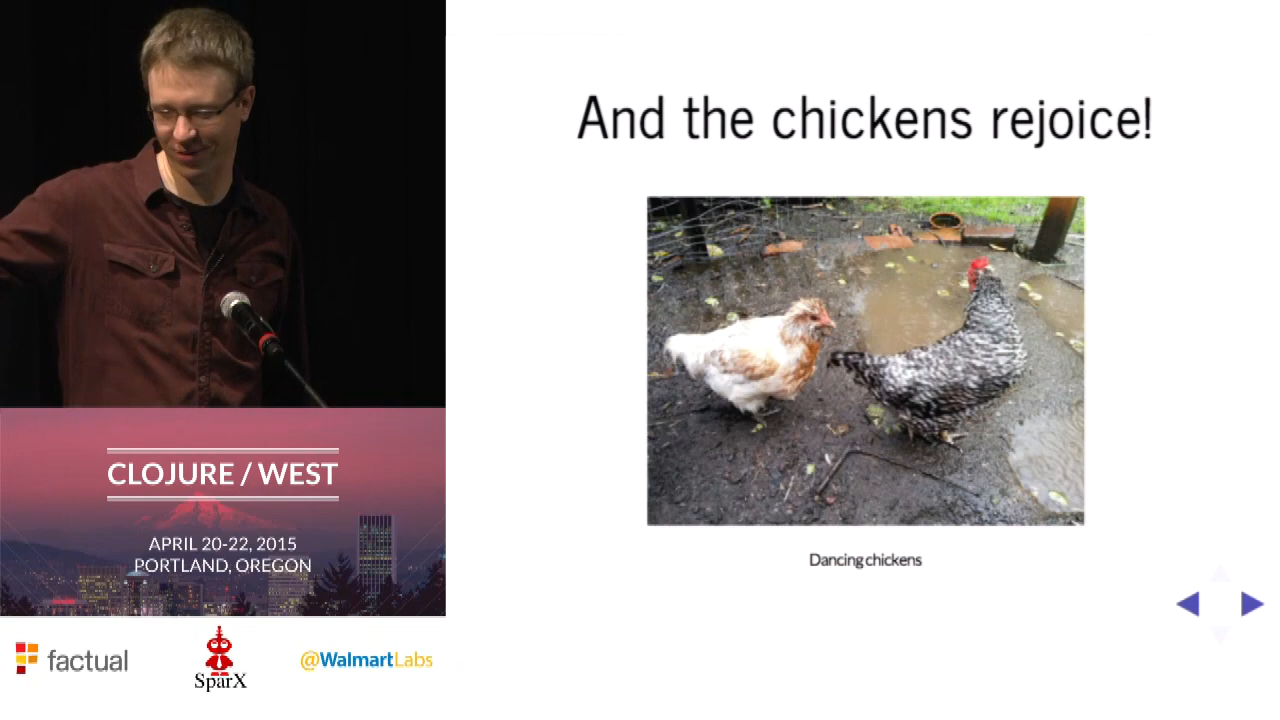 And the chickens rejoice!
Dancing chickens
CLOJURE / WEST
APRIL 20-22, 2015
PORTLAND, OREGON
factual
SparX
@WalmartLabs